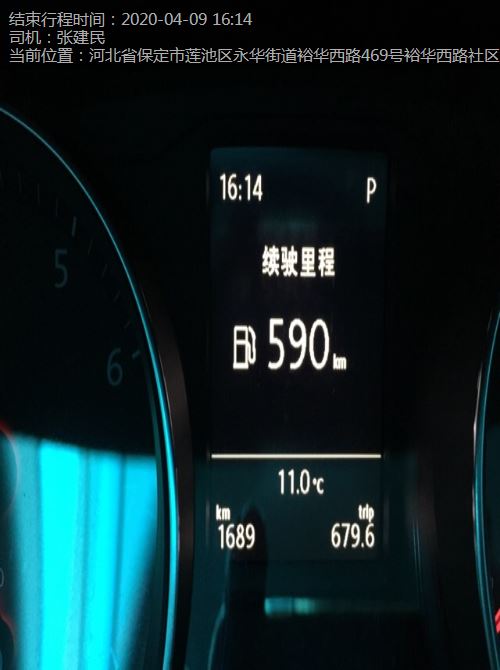 结束行程时间：2020-04-09 16:14
司机：张建民
当前位置：河北省保定市莲池区永华街道裕华西路469号裕华西路社区
16:14 P
续驶里程
5
590 km
6
11.0 °C
km trip
1689 679.6